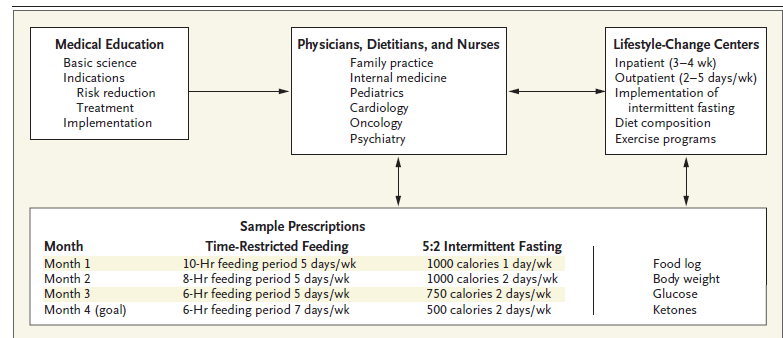 Medical Education
Basic science
Indications
Risk reduction
Treatment
Implementation
Physicians, Dietitians, and Nurses
Family practice
Internal medicine
Pediatrics
Cardiology
Oncology
Psychiatry
Lifestyle-Change Centers
Inpatient (3–4 wk)
Outpatient (2–5 days/wk)
Implementation of
intermittent fasting
Diet composition
Exercise programs
Sample Prescriptions
Month Time-Restricted Feeding 5:2 Intermittent Fasting
Month 1 10-Hr feeding period 5 days/wk 1000 calories 1 day/wk Food log
Month 2 8-Hr feeding period 5 days/wk 1000 calories 2 days/wk Body weight
Month 3 6-Hr feeding period 5 days/wk 750 calories 2 days/wk Glucose
Month 4 (goal) 6-Hr feeding period 7 days/wk 500 calories 2 days/wk Ketones